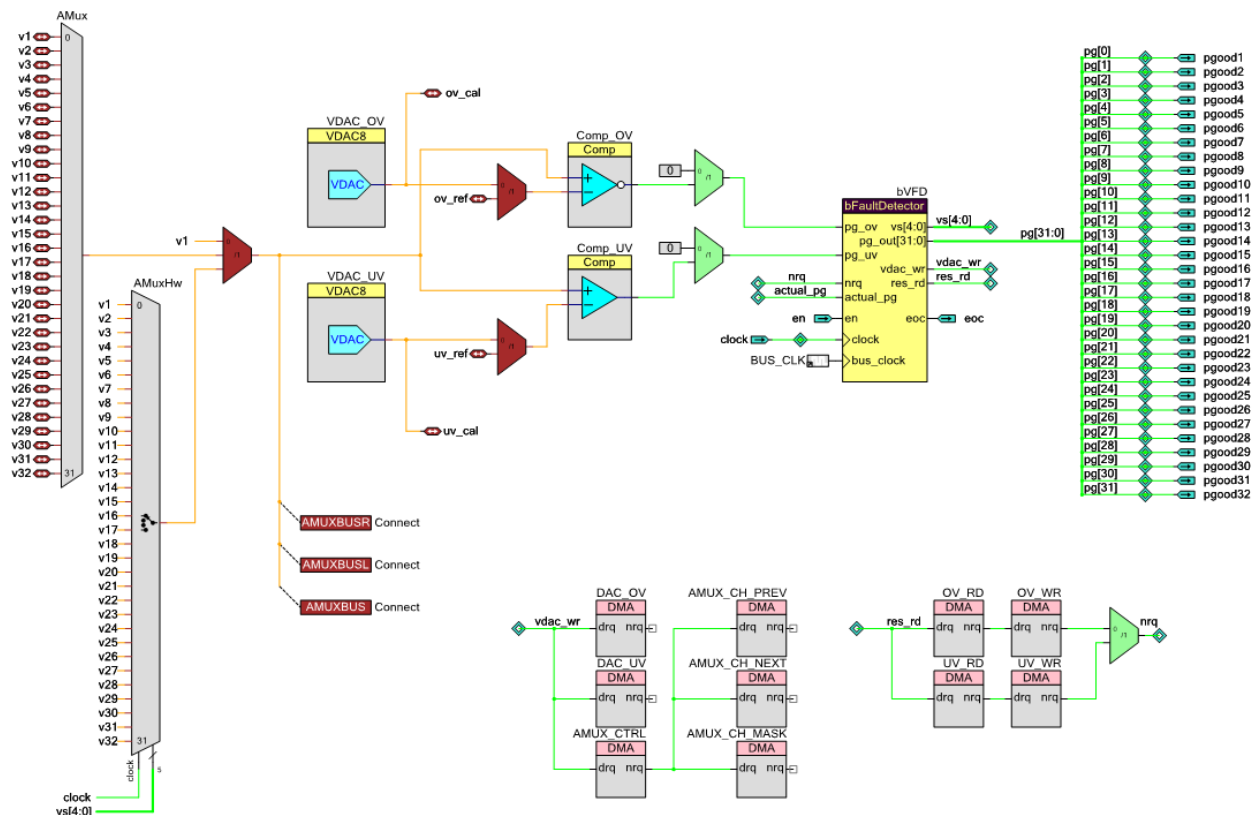 AMux
v1
v2
v3
v4
v5
v6
v7
v8
v9
v10
v11
v12
v13
v14
v15
v16
v17
v18
v19
v20
v21
v22
v23
v24
v25
v26
v27
v28
v29
v30
v31
v32
0
31
AMuxHw
v1
v2
v3
v4
v5
v6
v7
v8
v9
v10
v11
v12
v13
v14
v15
v16
v17
v18
v19
v20
v21
v22
v23
v24
v25
v26
v27
v28
v29
v30
v31
v32
0
31
clock
5
clock
vs[4:0]
v1
0
/1
ov_cal
VDAC_OV
VDAC8
VDAC
ov_ref
0
/1
Comp_OV
Comp
+
−
0
0
/1
VDAC_UV
VDAC8
VDAC
uv_ref
0
/1
uv_cal
Comp_UV
Comp
+
−
0
0
/1
AMUXBUSR Connect
AMUXBUSL Connect
AMUXBUS Connect
bVFD
bFaultDetector
pg_ov vs[4:0] vs[4:0]
pg_out[31:0] pg[31:0]
pg_uv
vdac_wr vdac_wr
nrq nrq res_rd res_rd
actual_pg actual_pg
en en eoc eoc
clock clock
BUS_CLK bus_clock
pg[0] pgood1
pg[1] pgood2
pg[2] pgood3
pg[3] pgood4
pg[4] pgood5
pg[5] pgood6
pg[6] pgood7
pg[7] pgood8
pg[8] pgood9
pg[9] pgood10
pg[10] pgood11
pg[11] pgood12
pg[12] pgood13
pg[13] pgood14
pg[14] pgood15
pg[15] pgood16
pg[16] pgood17
pg[17] pgood18
pg[18] pgood19
pg[19] pgood20
pg[20] pgood21
pg[21] pgood22
pg[22] pgood23
pg[23] pgood24
pg[24] pgood25
pg[25] pgood26
pg[26] pgood27
pg[27] pgood28
pg[28] pgood29
pg[29] pgood30
pg[30] pgood31
pg[31] pgood32
vdac_wr
DAC_OV
DMA
drq nrq
DAC_UV
DMA
drq nrq
AMUX_CTRL
DMA
drq nrq
AMUX_CH_PREV
DMA
drq nrq
AMUX_CH_NEXT
DMA
drq nrq
AMUX_CH_MASK
DMA
drq nrq
res_rd
OV_RD
DMA
drq nrq
OV_WR
DMA
drq nrq
UV_RD
DMA
drq nrq
UV_WR
DMA
drq nrq
0
/1
nrq